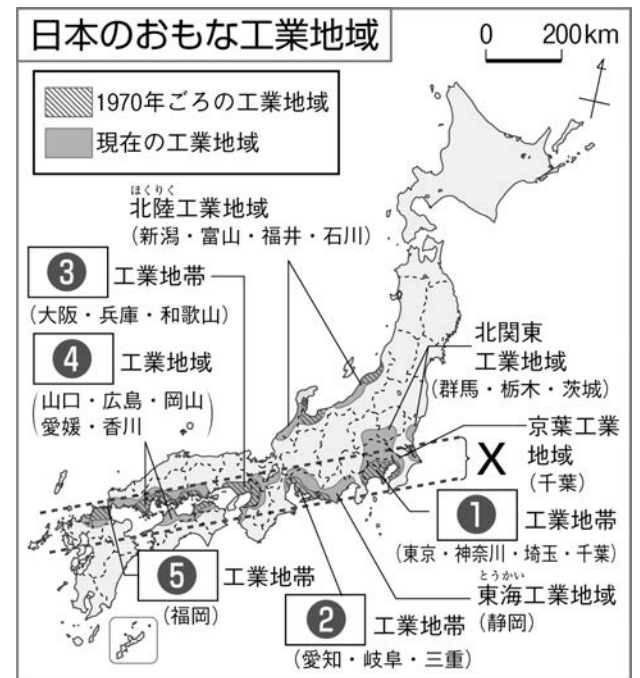 日本のおもな工業地域
0 200km
4
1970年ごろの工業地域
現在の工業地域
ほくりく
北陸工業地域
(新潟・富山・福井・石川)
3 工業地帯
(大阪・兵庫・和歌山)
4 工業地域
(山口・広島・岡山
愛媛・香川)
北関東
工業地域
(群馬・栃木・茨城)
京葉工業
地域
(千葉)
X
1 工業地帯
(東京・神奈川・埼玉・千葉)
とうかい
東海工業地域
(静岡)
5 工業地帯
(福岡)
2 工業地帯
(愛知・岐阜・三重)